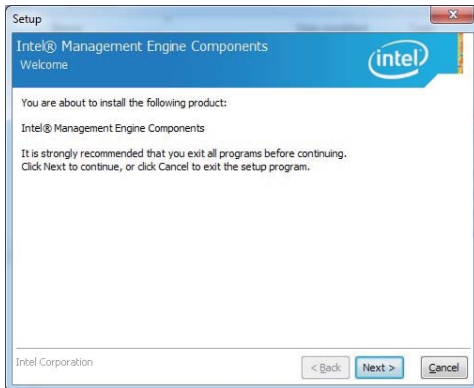 Setup
Intel® Management Engine Components
Welcome
intel
You are about to install the following product:
Intel® Management Engine Components
It is strongly recommended that you exit all programs before continuing.
Click Next to continue, or click Cancel to exit the setup program.
Intel Corporation
< Back
Next >
Cancel